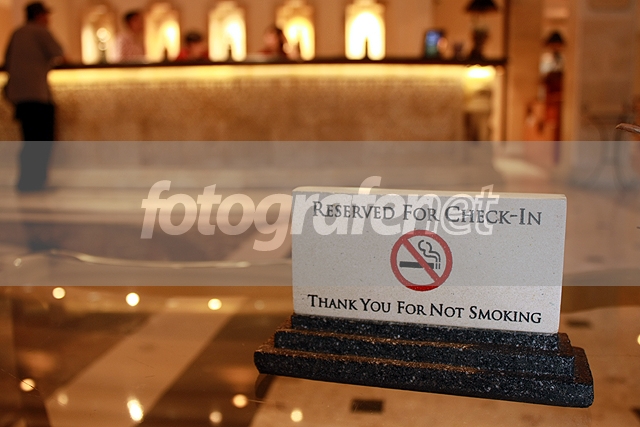 fotografer.net
Reserved For Check-In
Thank You For Not Smoking